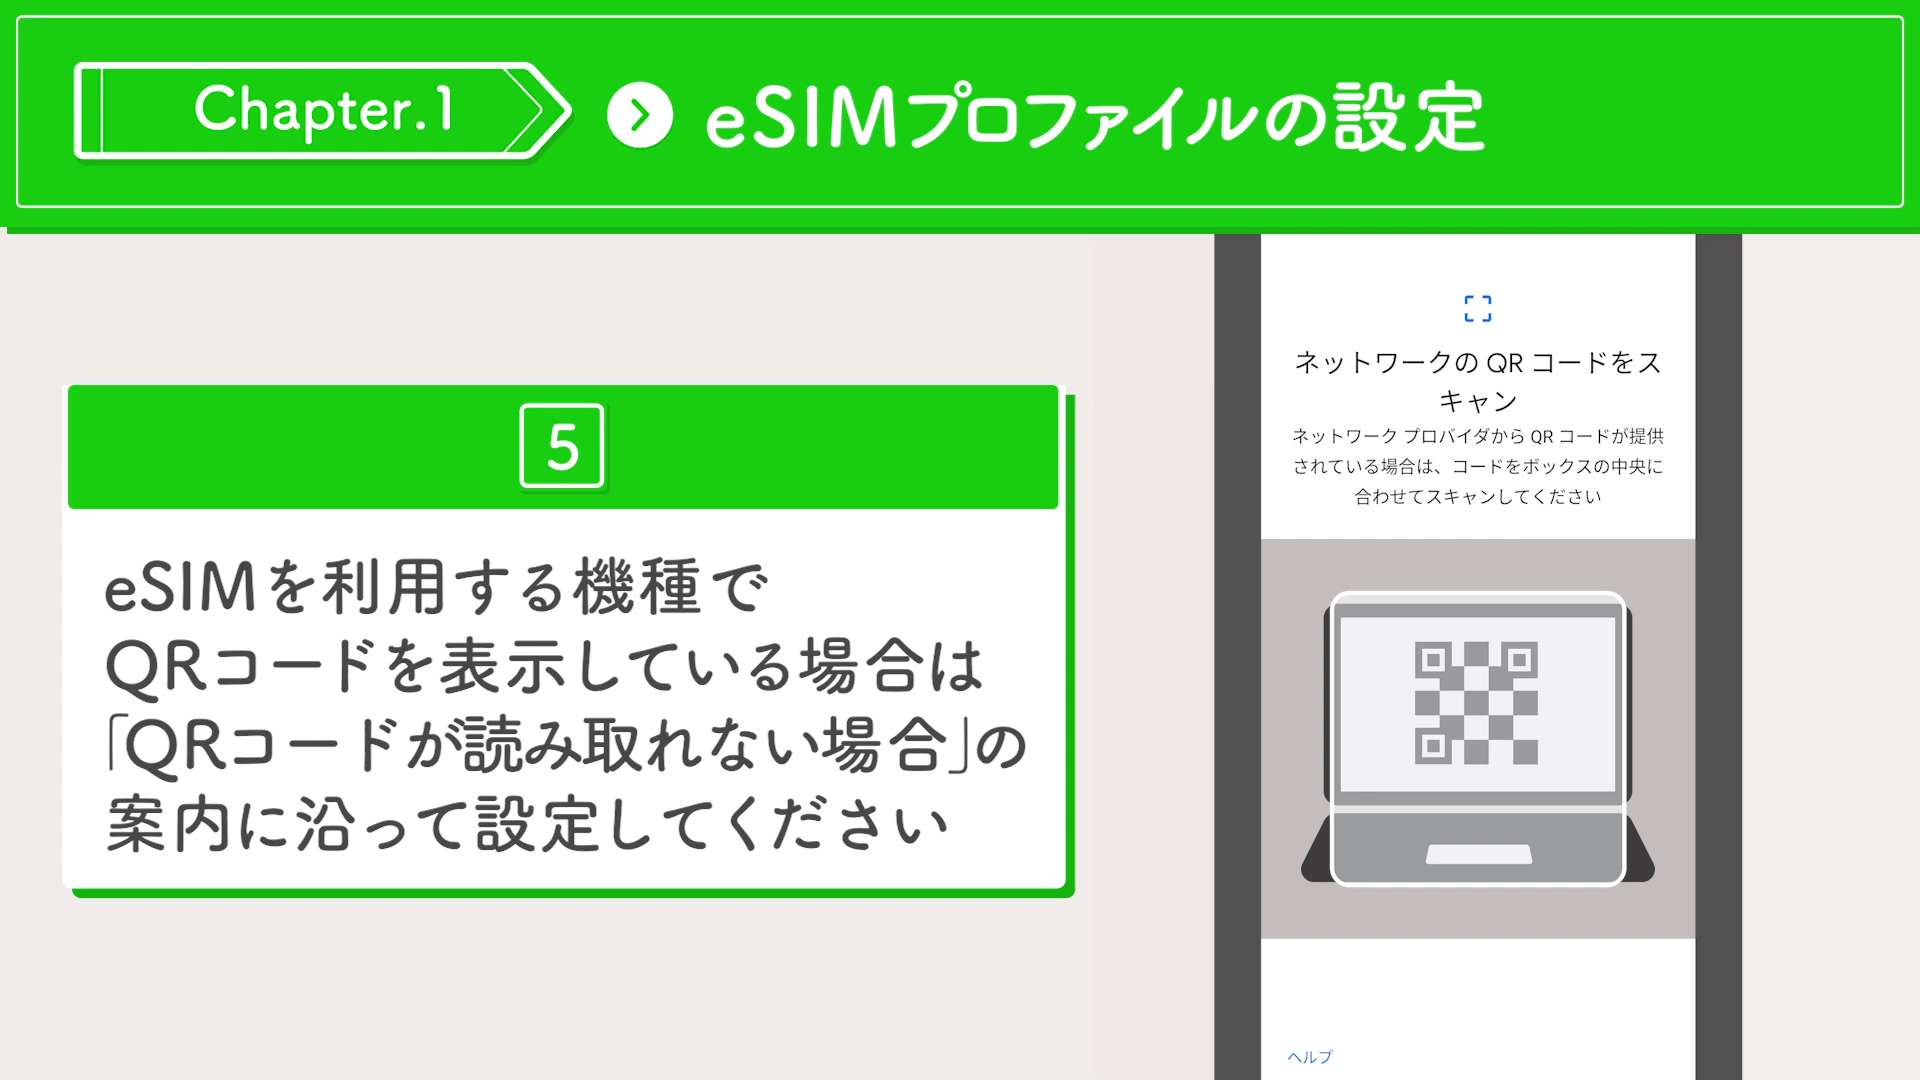 Chapter.1
eSIMプロファイルの設定
5
eSIMを利用する機種で
QRコードを表示している場合は
「QRコードが読み取れない場合」の
案内に沿って設定してください
ネットワークの QR コードをス
キャン
ネットワーク プロバイダから QR コードが提供
されている場合は、コードをボックスの中央に
合わせてスキャンしてください
ヘルプ